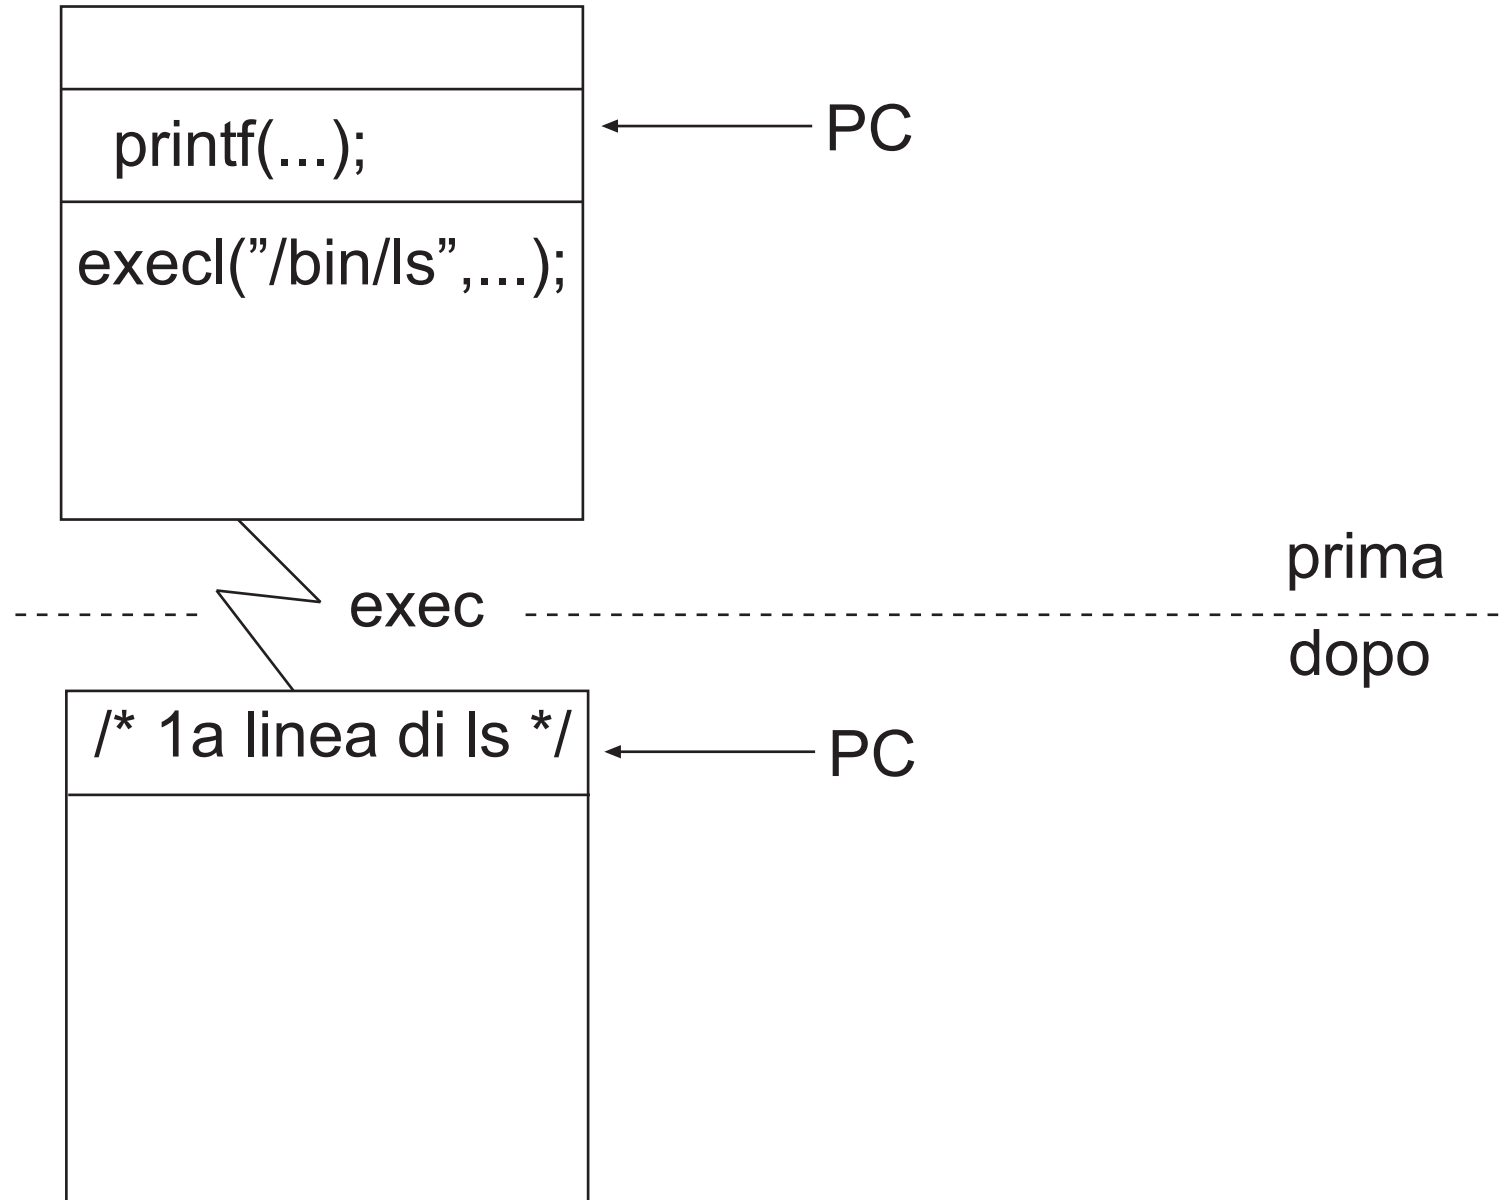 printf(...);
PC
execl(”/bin/ls”,...);
prima
exec
dopo
/* 1a linea di ls */
PC